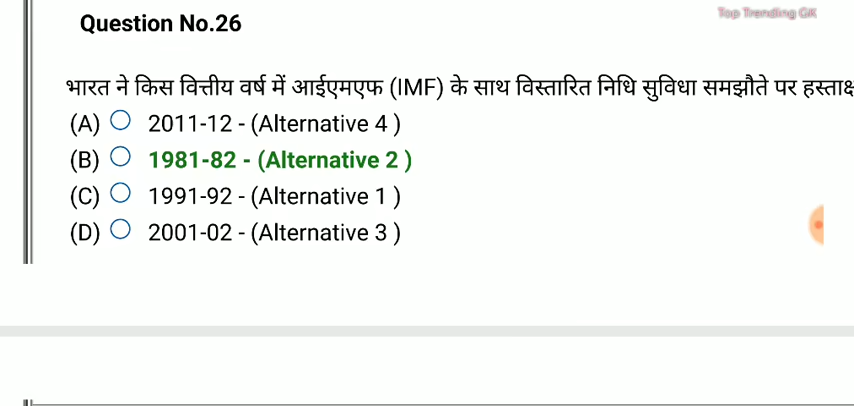 Top Trending GK
Question No.26
भारत ने किस वित्तीय वर्ष में आईएमएफ (IMF) के साथ विस्तारित निधि सुविधा समझौते पर
(A) 2011-12 - (Alternative 4 )
(B) 1981-82 - (Alternative 2 )
(C) 1991-92 - (Alternative 1 )
(D) 2001-02 - (Alternative 3 )